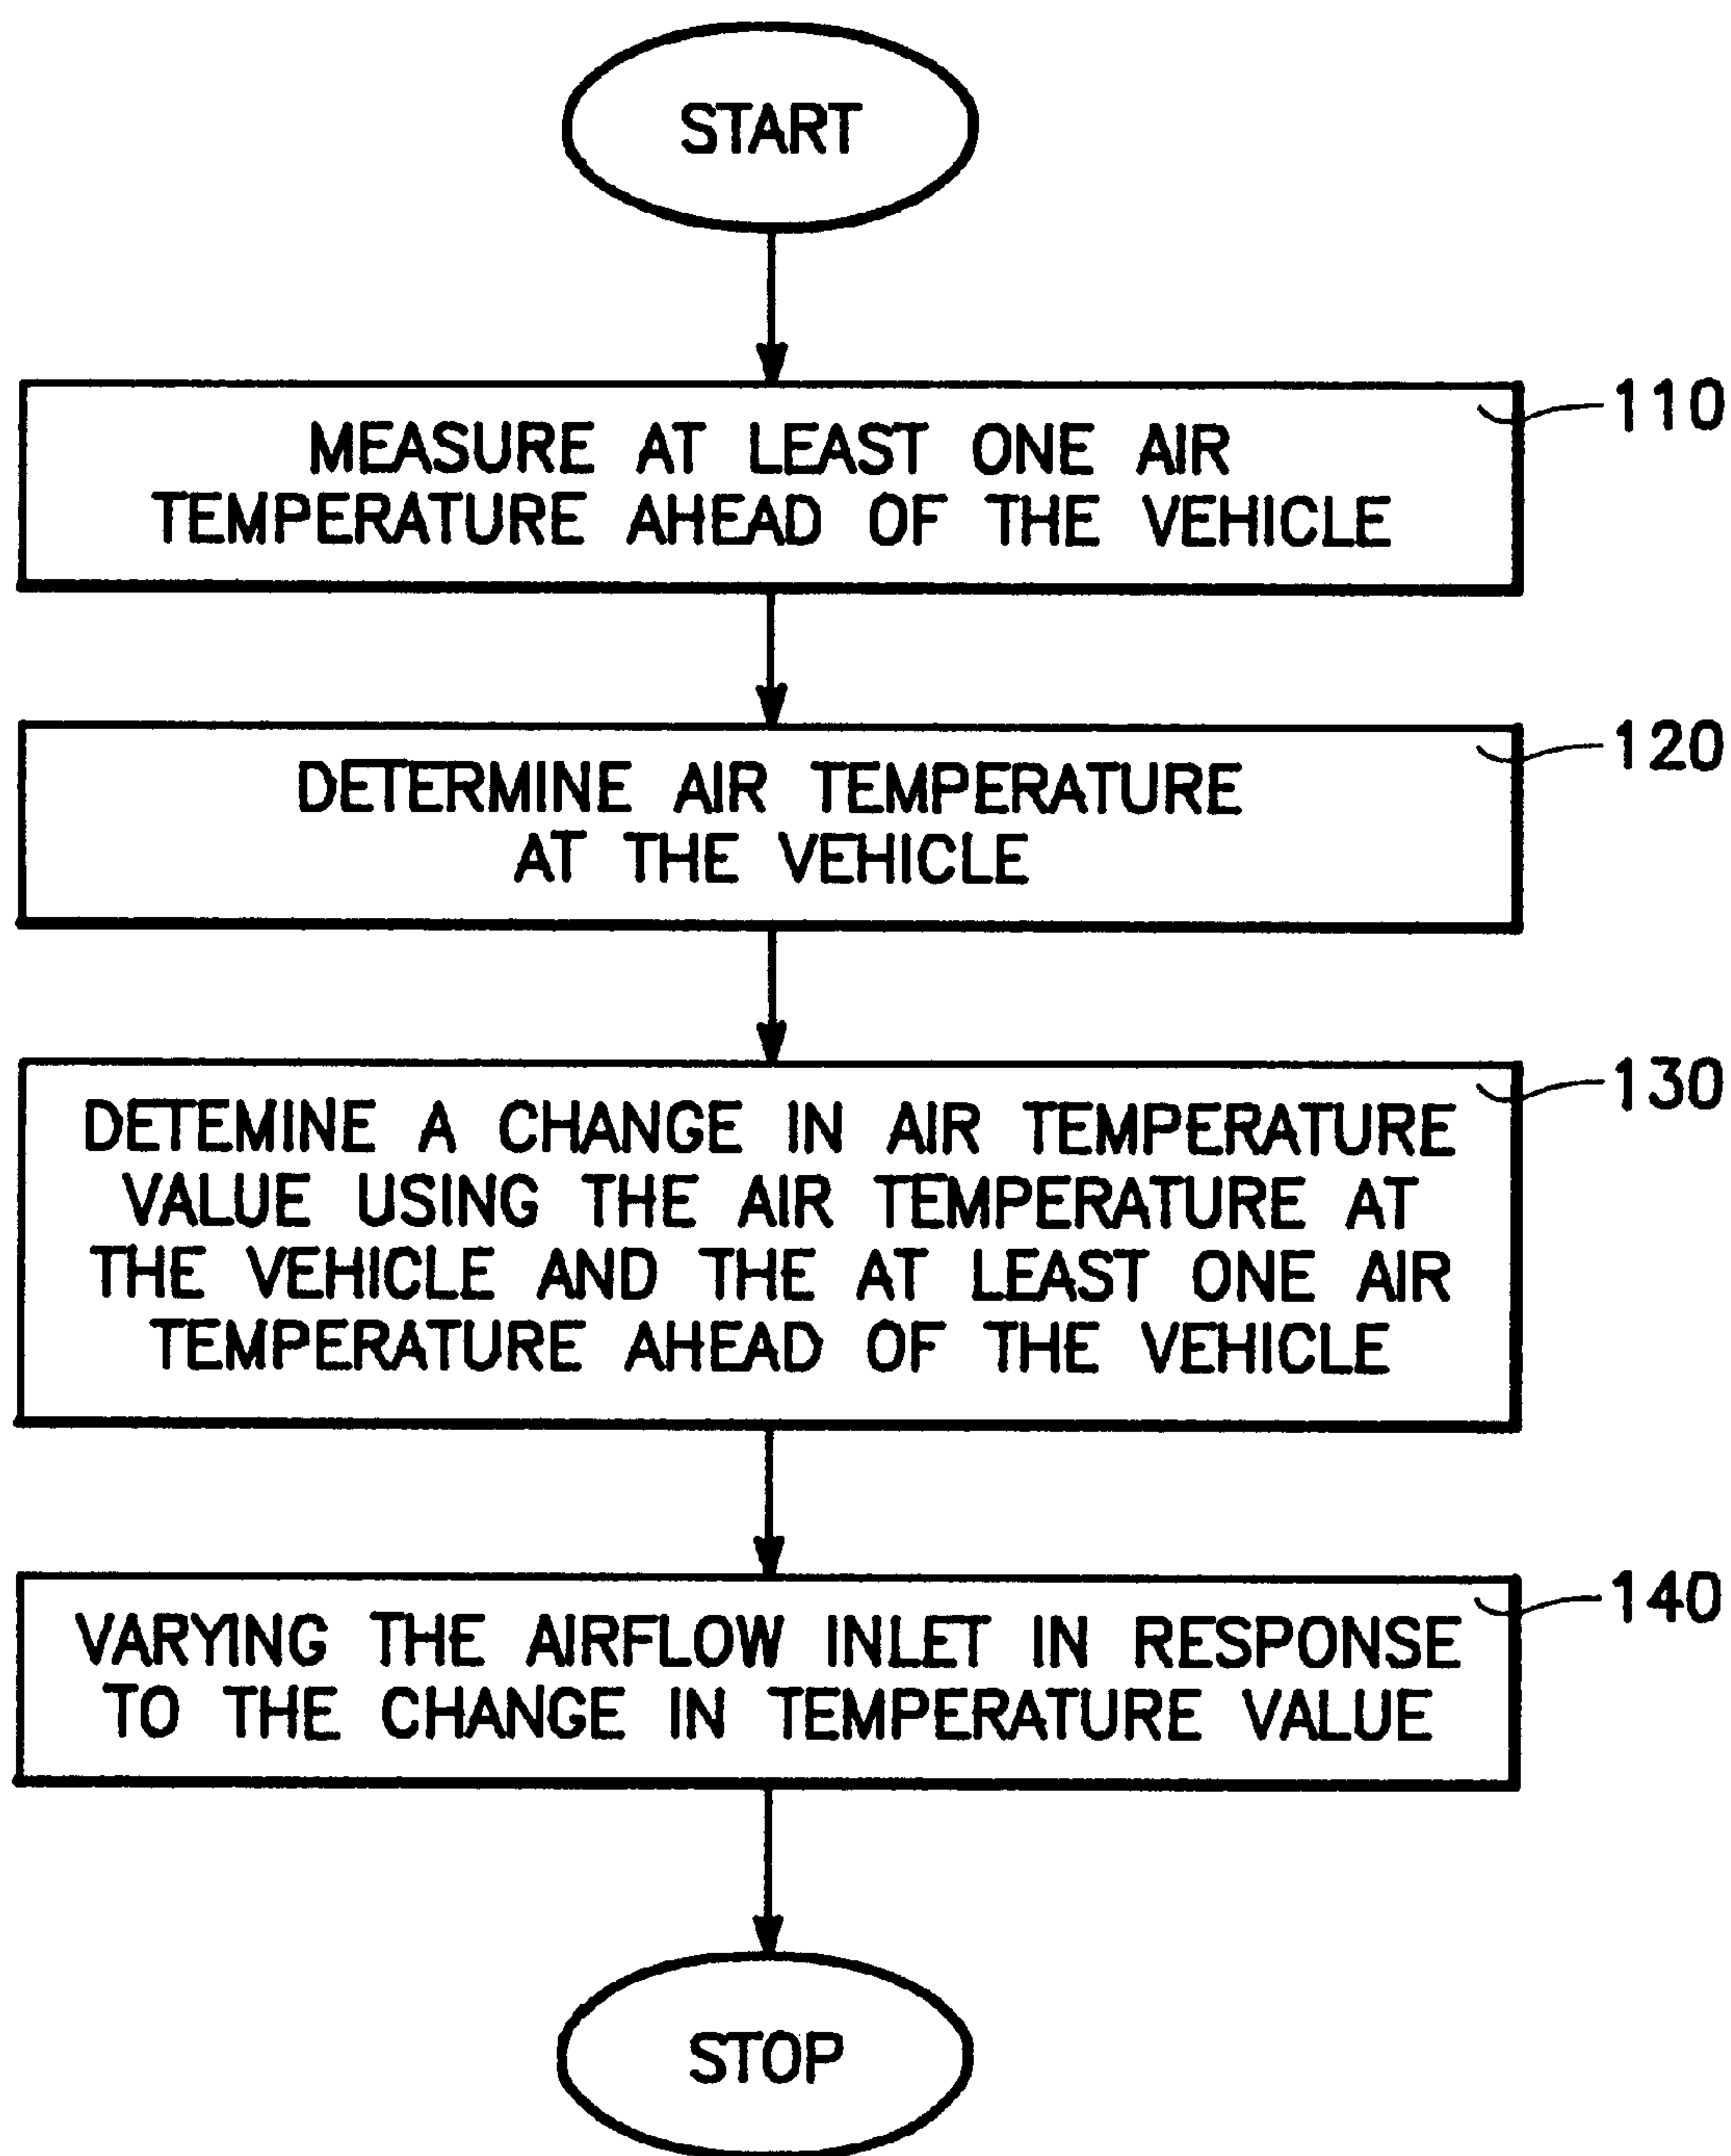 START
MEASURE AT LEAST ONE AIR
TEMPERATURE AHEAD OF THE VEHICLE
110
DETERMINE AIR TEMPERATURE
AT THE VEHICLE
120
DETEMINE A CHANGE IN AIR TEMPERATURE
VALUE USING THE AIR TEMPERATURE AT
THE VEHICLE AND THE AT LEAST ONE AIR
TEMPERATURE AHEAD OF THE VEHICLE
130
VARYING THE AIRFLOW INLET IN RESPONSE
TO THE CHANGE IN TEMPERATURE VALUE
140
STOP